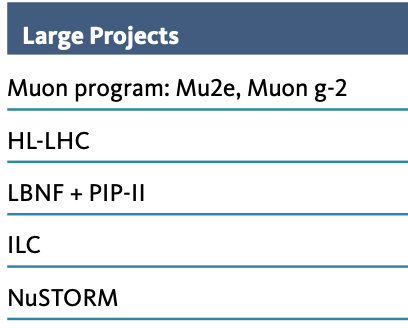 Large Projects
Muon program: Mu2e, Muon g-2
HL-LHC
LBNF + PIP-II
ILC
NuSTORM